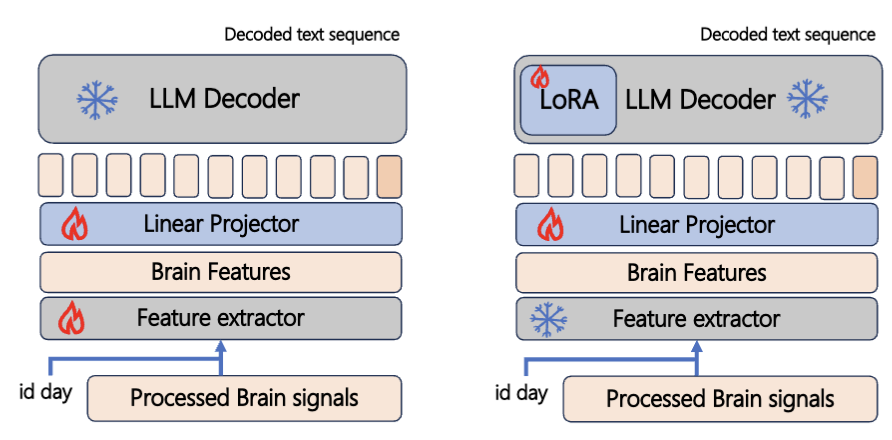 Decoded text sequence
LLM Decoder
Linear Projector
Brain Features
Feature extractor
id day
Processed Brain signals
Decoded text sequence
LoRA LLM Decoder
Linear Projector
Brain Features
Feature extractor
id day
Processed Brain signals